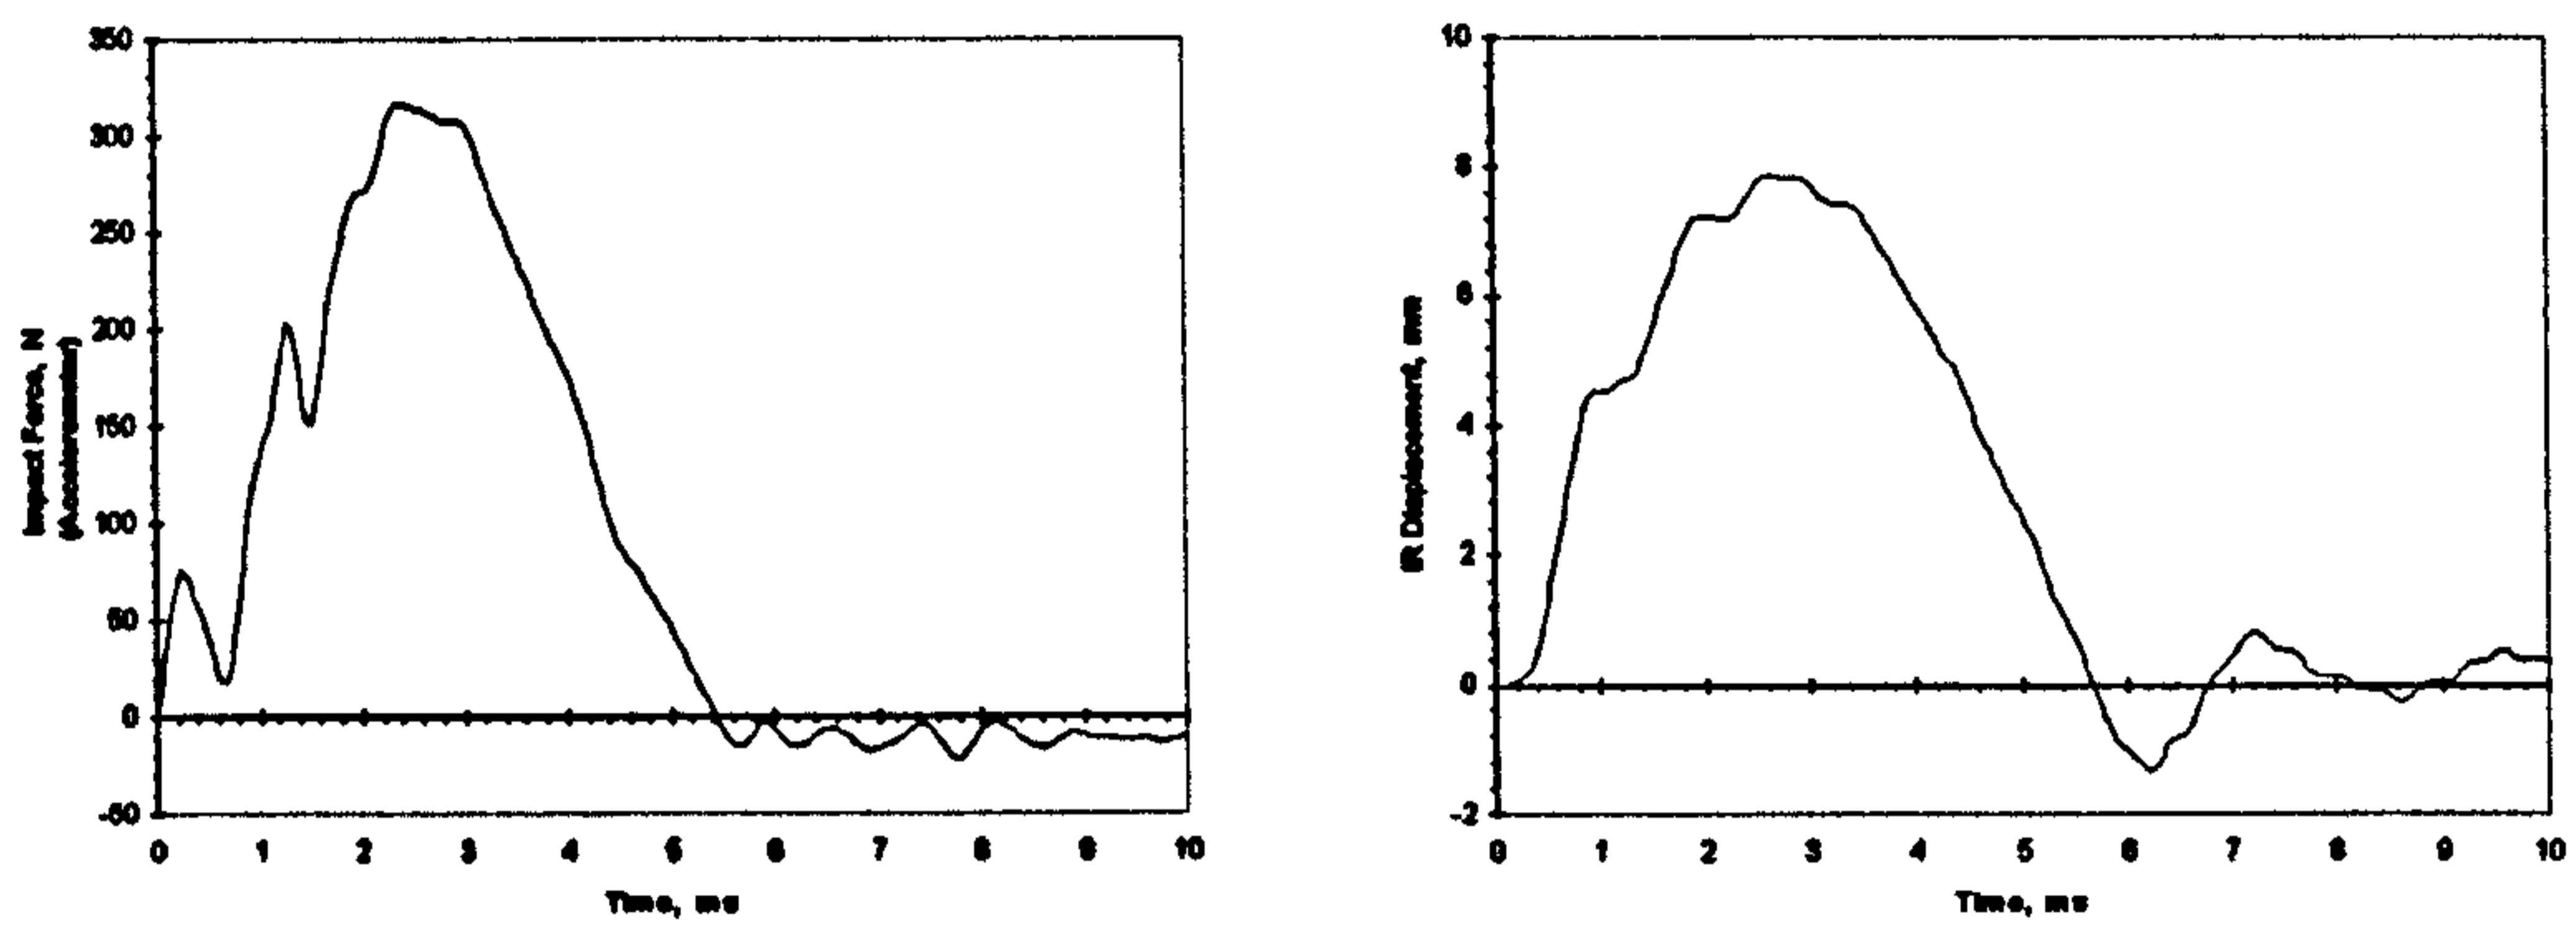 350
300
250
200
150
100
50
0
-50
Impact Force, N
(Accelerometer)
0 1 2 3 4 5 6 7 8 9 10
Time, ms
10
8
6
4
2
0
-2
IR Displacement, mm
0 1 2 3 4 5 6 7 8 9 10
Time, ms